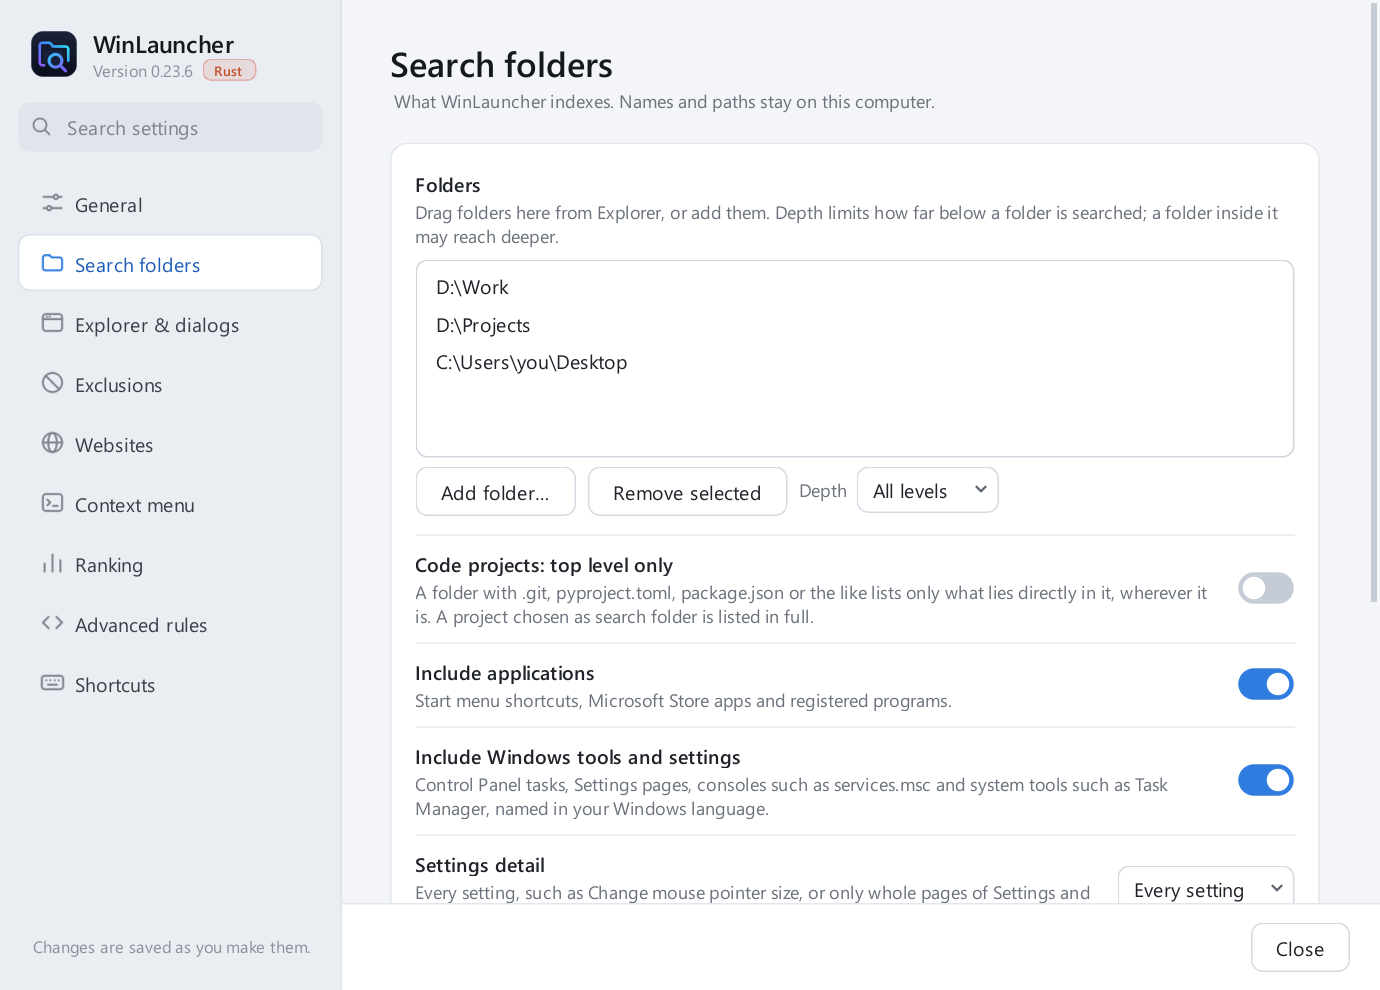 WinLauncher
Version 0.23.6 Rust
Search settings
General
Search folders
Explorer & dialogs
Exclusions
Websites
Context menu
Ranking
Advanced rules
Shortcuts
Changes are saved as you make them.
Search folders
What WinLauncher indexes. Names and paths stay on this computer.
Folders
Drag folders here from Explorer, or add them. Depth limits how far below a folder is searched; a folder inside it
may reach deeper.
D:\Work
D:\Projects
C:\Users\you\Desktop
Add folder... Remove selected Depth All levels
Code projects: top level only
A folder with .git, pyproject.toml, package.json or the like lists only what lies directly in it, wherever it
is. A project chosen as search folder is listed in full.
Include applications
Start menu shortcuts, Microsoft Store apps and registered programs.
Include Windows tools and settings
Control Panel tasks, Settings pages, consoles such as services.msc and system tools such as Task
Manager, named in your Windows language.
Settings detail
Every setting, such as Change mouse pointer size, or only whole pages of Settings and
Every setting
Close